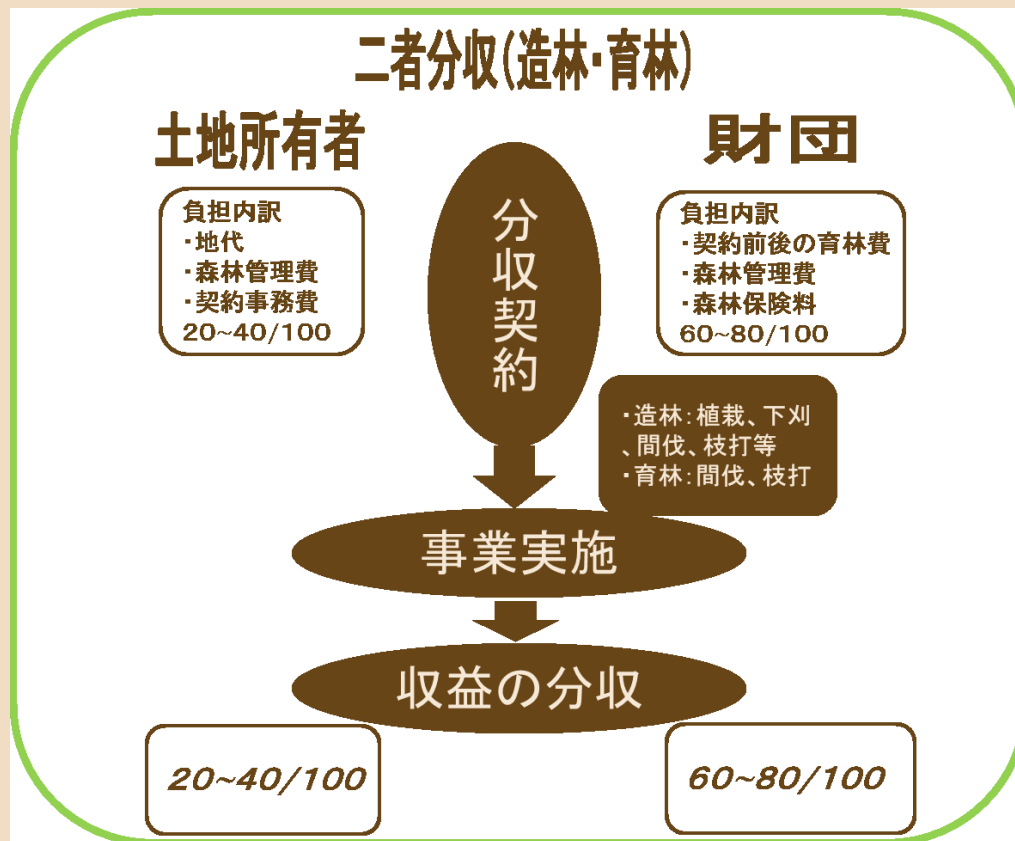 二者分収(造林・育林)
土地所有者
財団
負担内訳
・地代
・森林管理費
・契約事務費
20~40/100
分収契約
負担内訳
・契約前後の育林費
・森林管理費
・森林保険料
60~80/100
・造林:植栽、下刈
、間伐、枝打等
・育林:間伐、枝打
事業実施
収益の分収
20~40/100
60~80/100